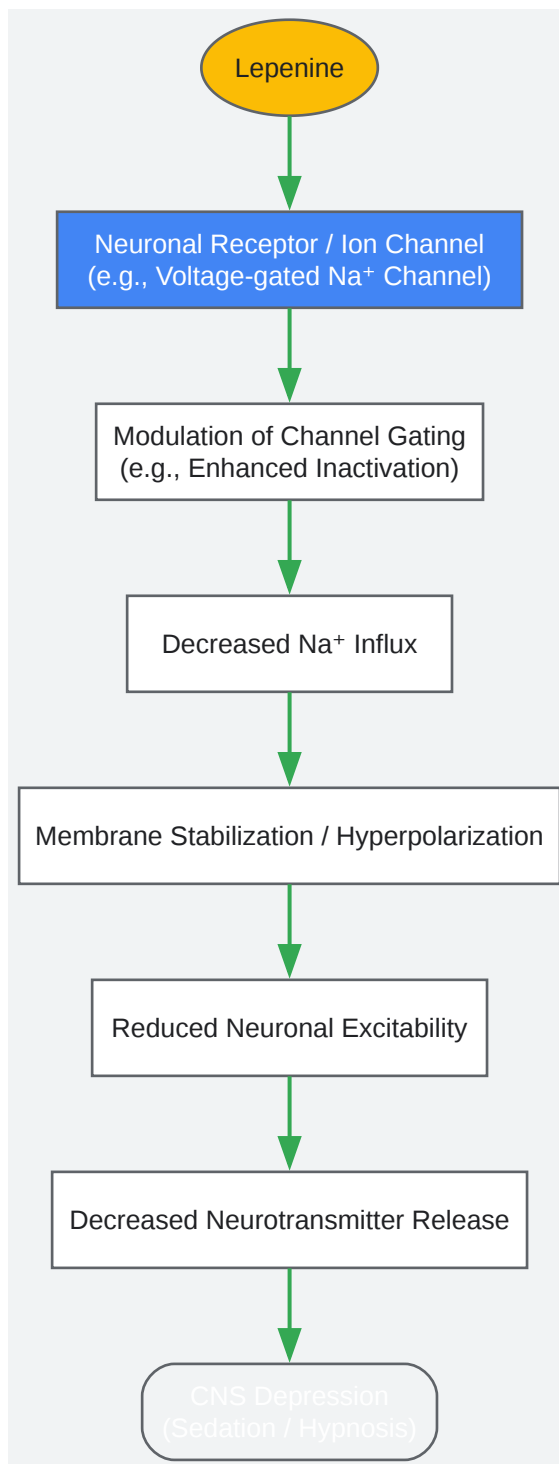 Lepenine
Neuronal Receptor / Ion Channel
(e.g., Voltage-gated Na⁺ Channel)
Modulation of Channel Gating
(e.g., Enhanced Inactivation)
Decreased Na⁺ Influx
Membrane Stabilization / Hyperpolarization
Reduced Neuronal Excitability
Decreased Neurotransmitter Release
CNS Depression
(Sedation / Hypnosis)